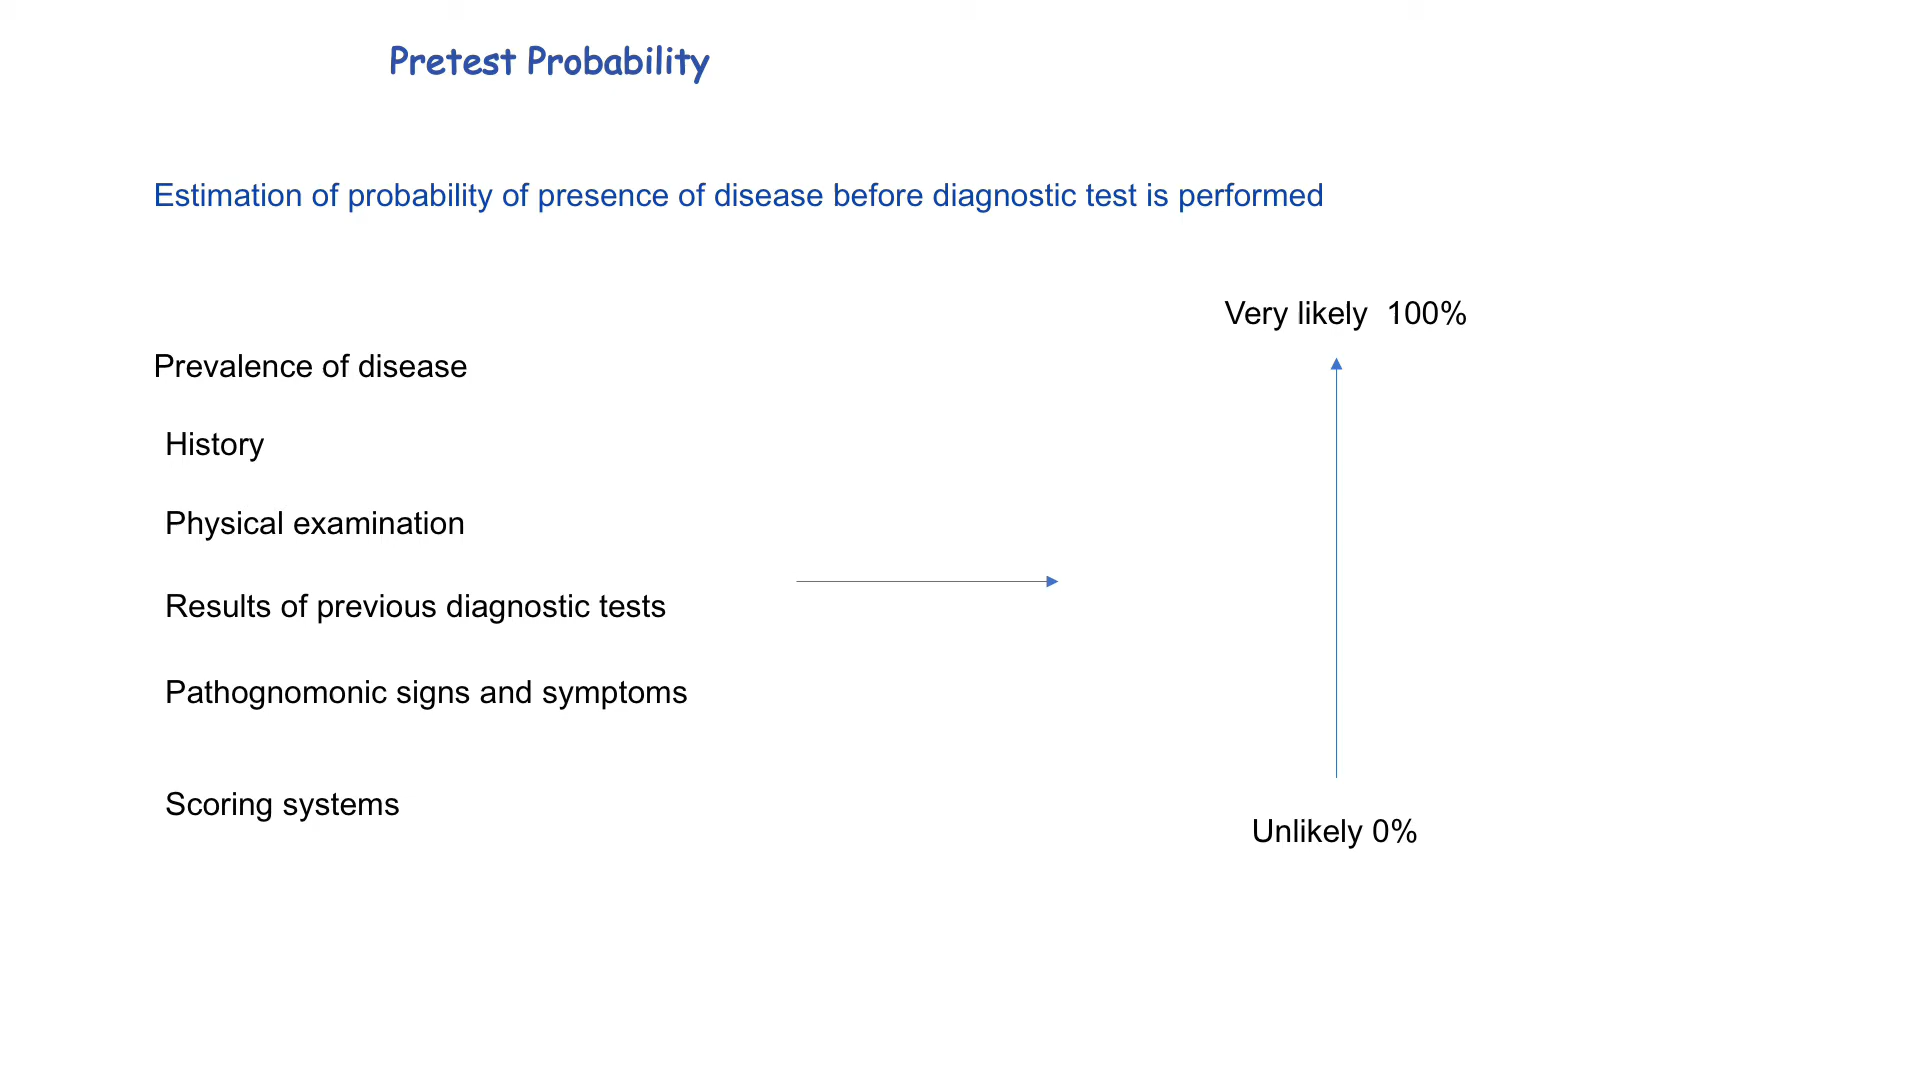 Pretest Probability
Estimation of probability of presence of disease before diagnostic test is performed
Very likely  100%
Prevalence of disease
History
Physical examination
Results of previous diagnostic tests
Pathognomonic signs and symptoms
Scoring systems
Unlikely 0%